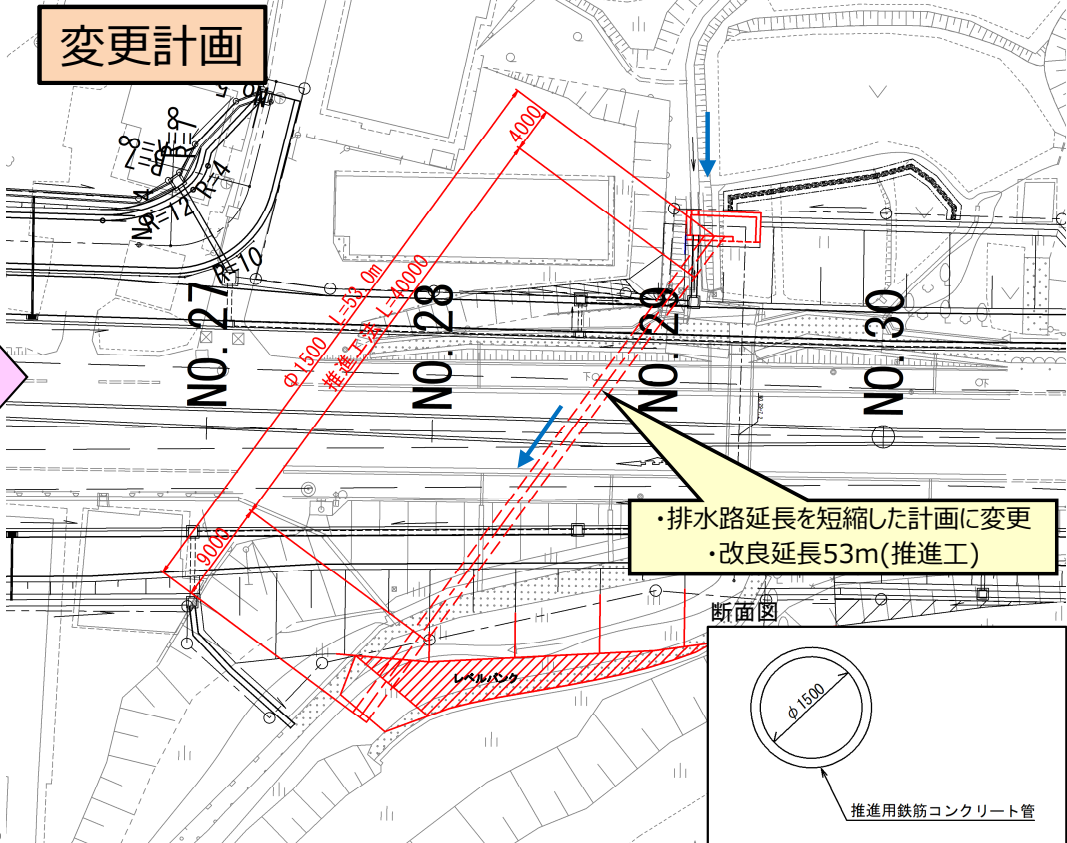 変更計画
R=8
R=7
R=4
R=12
R=10
4000
φ1500 L=53.0m
推進工法 L=40000
9000
NO.27
NO.28
NO.29
NO.30
・排水路延長を短縮した計画に変更
・改良延長53m(推進工)
レベルバンク
断面図
φ1500
推進用鉄筋コンクリート管